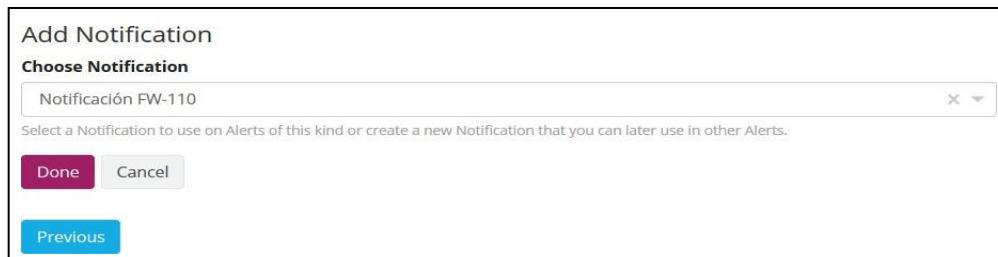 Add Notification
Choose Notification
Notificación FW-110
Select a Notification to use on Alerts of this kind or create a new Notification that you can later use in other Alerts.
Done Cancel
Previous